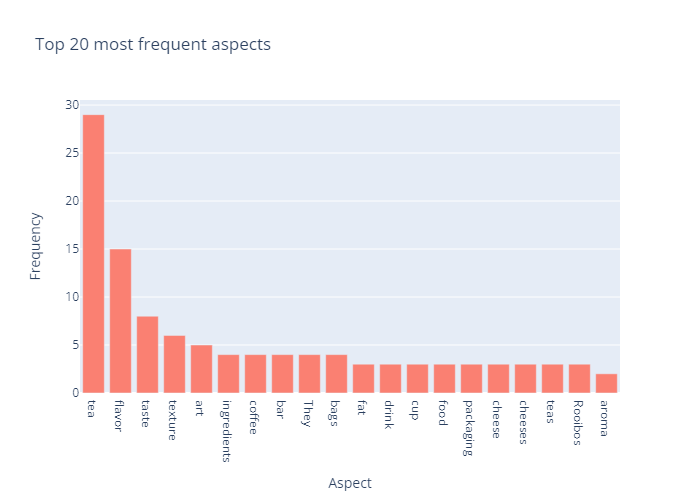 Top 20 most frequent aspects
Frequency
30
25
20
15
10
5
0
tea
flavor
taste
texture
art
ingredients
coffee
bar
They
bags
fat
drink
cup
food
packaging
cheese
cheeses
teas
Rooibos
aroma
Aspect